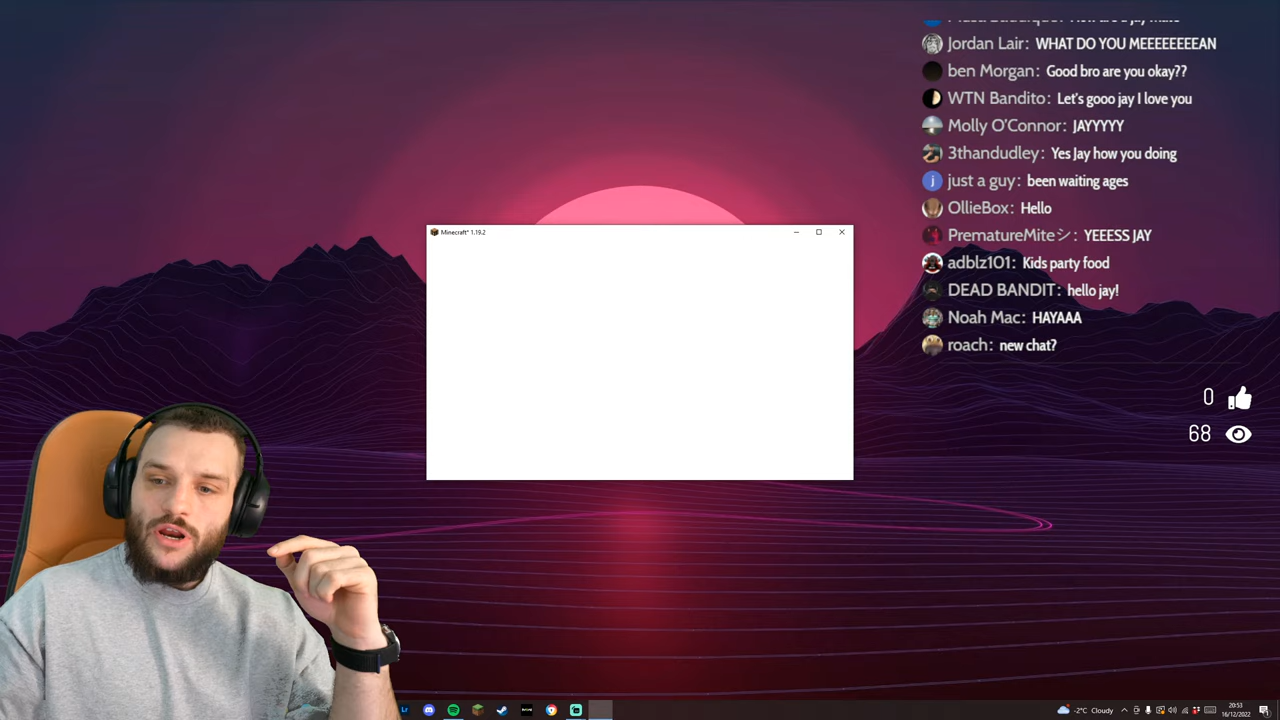 Jordan Lair: WHAT DO YOU MEEEEEEEEAN
ben Morgan: Good bro are you okay??
WTN Bandito: Let's gooo jay I love you
Molly O'Connor: JAYYYYY
3thandudley: Yes Jay how you doing
j just a guy: been waiting ages
OllieBox: Hello
PrematureMiteシ: YEEESS JAY
adblz101: Kids party food
DEAD BANDIT: hello jay!
Noah Mac: HAYAAA
roach: new chat?
Minecraft* 1.19.2
0
68
-2°C Cloudy
20:53
16/12/2022